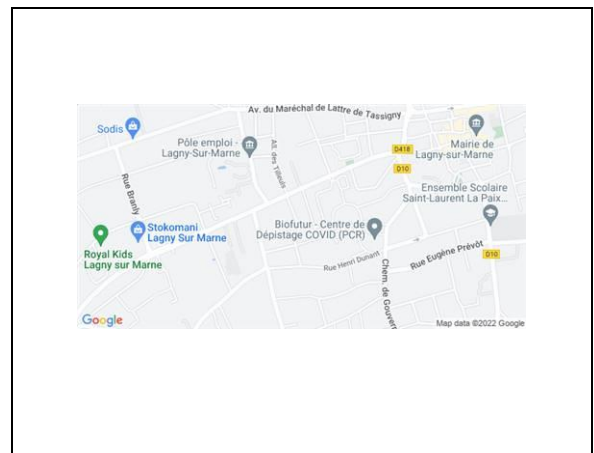 Av. du Maréchal de Lattre de Tassigny
Sodis
Pôle emploi -
Lagny-Sur-Marne
All. des Tilleuls
Mairie de
Lagny-sur-Marne
D418
D10
Rue Branly
Ensemble Scolaire
Saint-Laurent La Paix...
Stokomani
Lagny Sur Marne
Biofutur - Centre de
Dépistage COVID (PCR)
Royal Kids
Lagny sur Marne
Rue Henri Dunant
Rue Eugène Prévôt
D10
Chem. de Gouvern
Google
Map data ©2022 Google